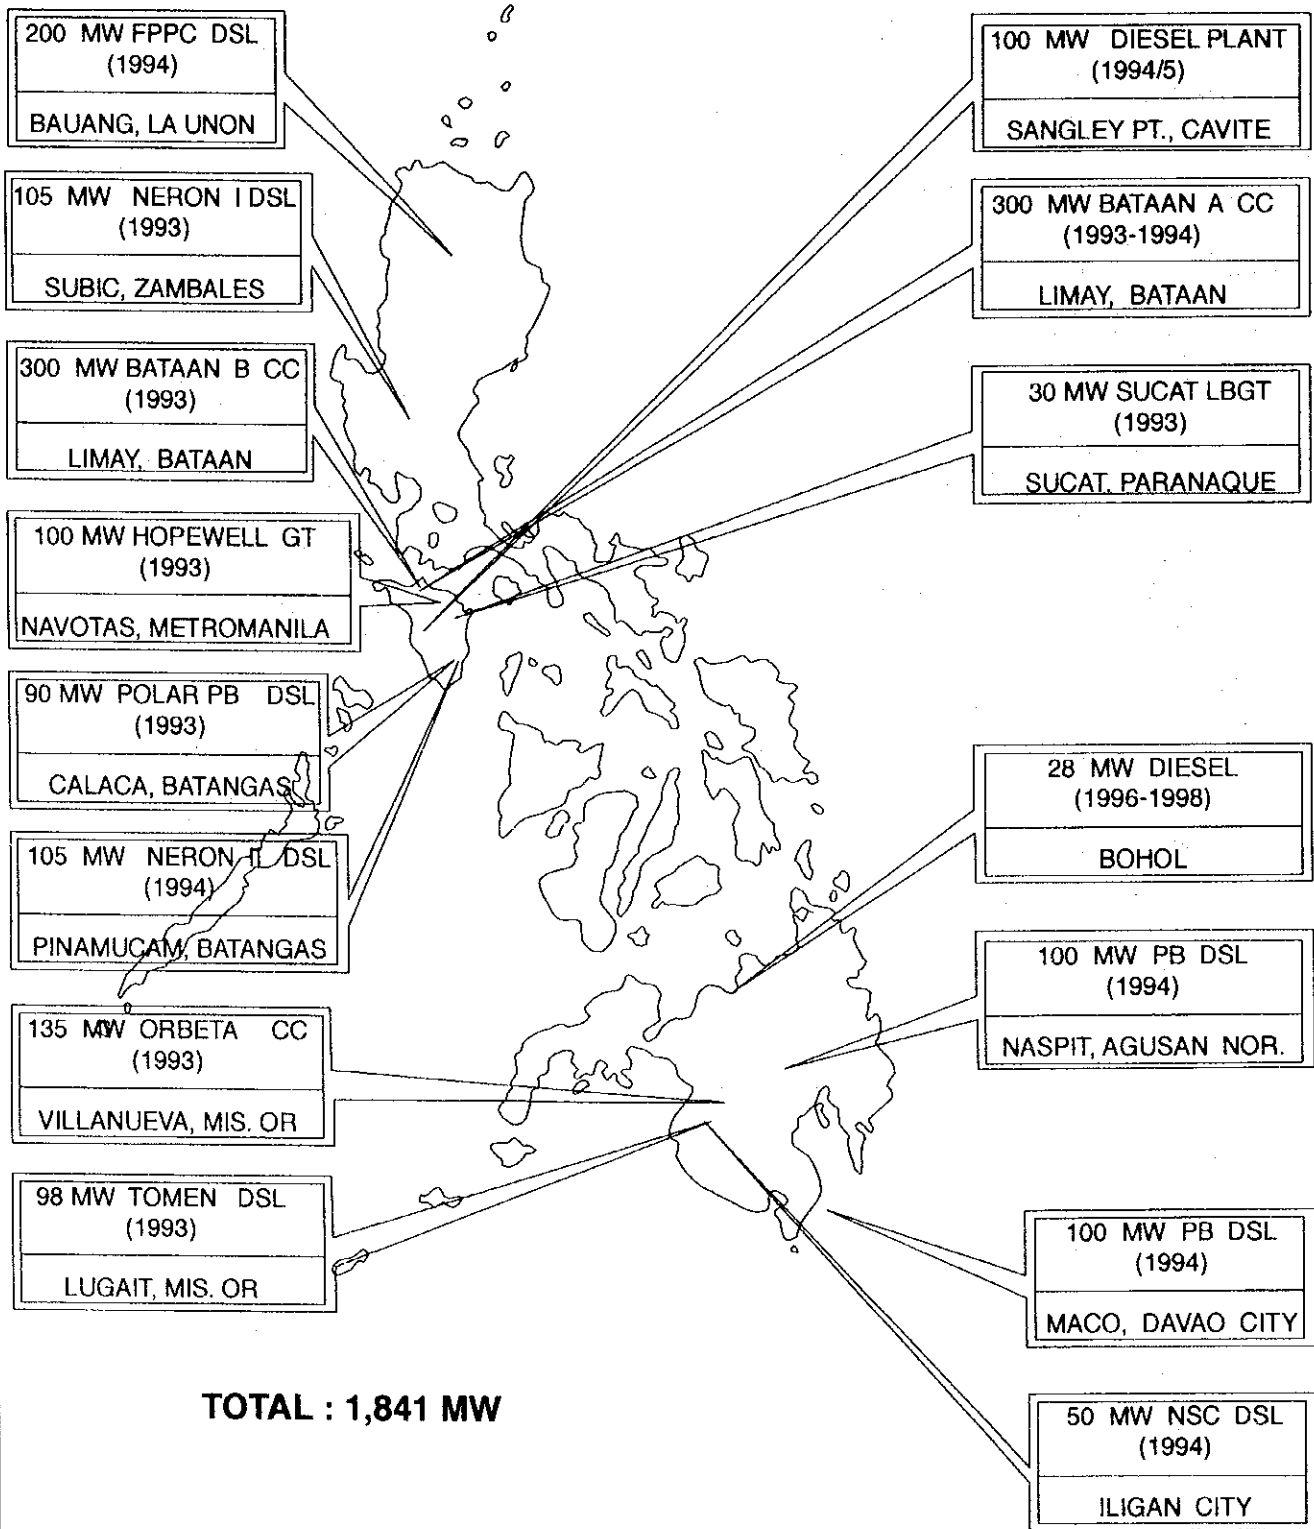 200 MW FPPC DSL
(1994)
BAUANG, LA UNON
105 MW NERON I DSL
(1993)
SUBIC, ZAMBALES
300 MW BATAAN B CC
(1993)
LIMAY, BATAAN
100 MW HOPEWELL GT
(1993)
NAVOTAS, METROMANILA
90 MW POLAR PB DSL
(1993)
CALACA, BATANGAS
105 MW NERON II DSL
(1994)
PINAMUCAM, BATANGAS
135 MW ORBETA CC
(1993)
VILLANUEVA, MIS. OR
98 MW TOMEN DSL
(1993)
LUGAIT, MIS. OR
100 MW DIESEL PLANT
(1994/5)
SANGLEY PT., CAVITE
300 MW BATAAN A CC
(1993-1994)
LIMAY, BATAAN
30 MW SUCAT LBGT
(1993)
SUCAT. PARANAQUE
28 MW DIESEL
(1996-1998)
BOHOL
100 MW PB DSL
(1994)
NASPIT, AGUSAN NOR.
100 MW PB DSL
(1994)
MACO, DAVAO CITY
50 MW NSC DSL
(1994)
ILIGAN CITY
TOTAL : 1,841 MW